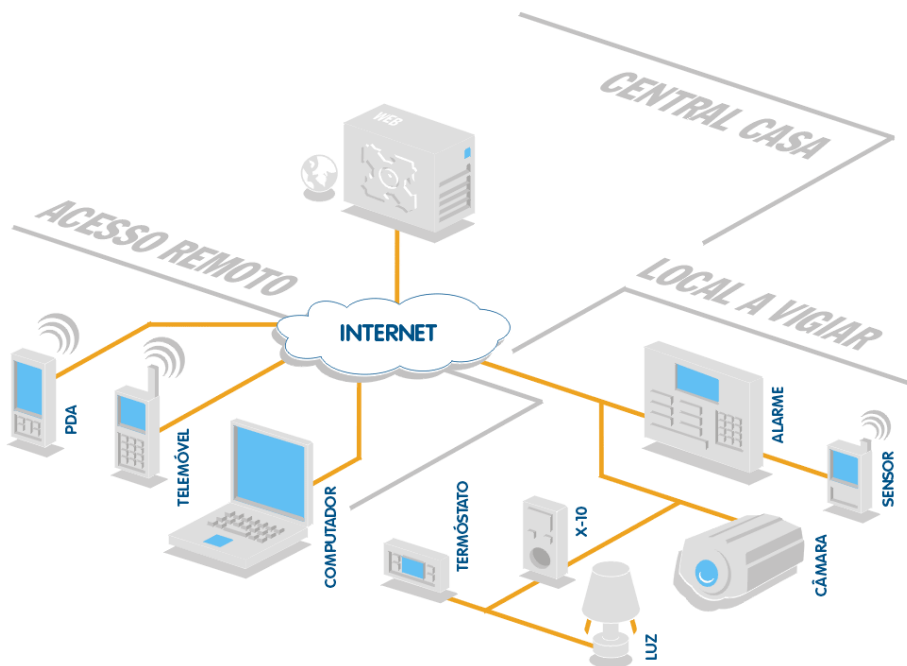 CENTRAL CASA
WEB
ACESSO REMOTO
LOCAL A VIGIAR
INTERNET
PDA
TELEMÓVEL
COMPUTADOR
TERMÓSTATO
X-10
LUZ
CÂMARA
ALARME
SENSOR